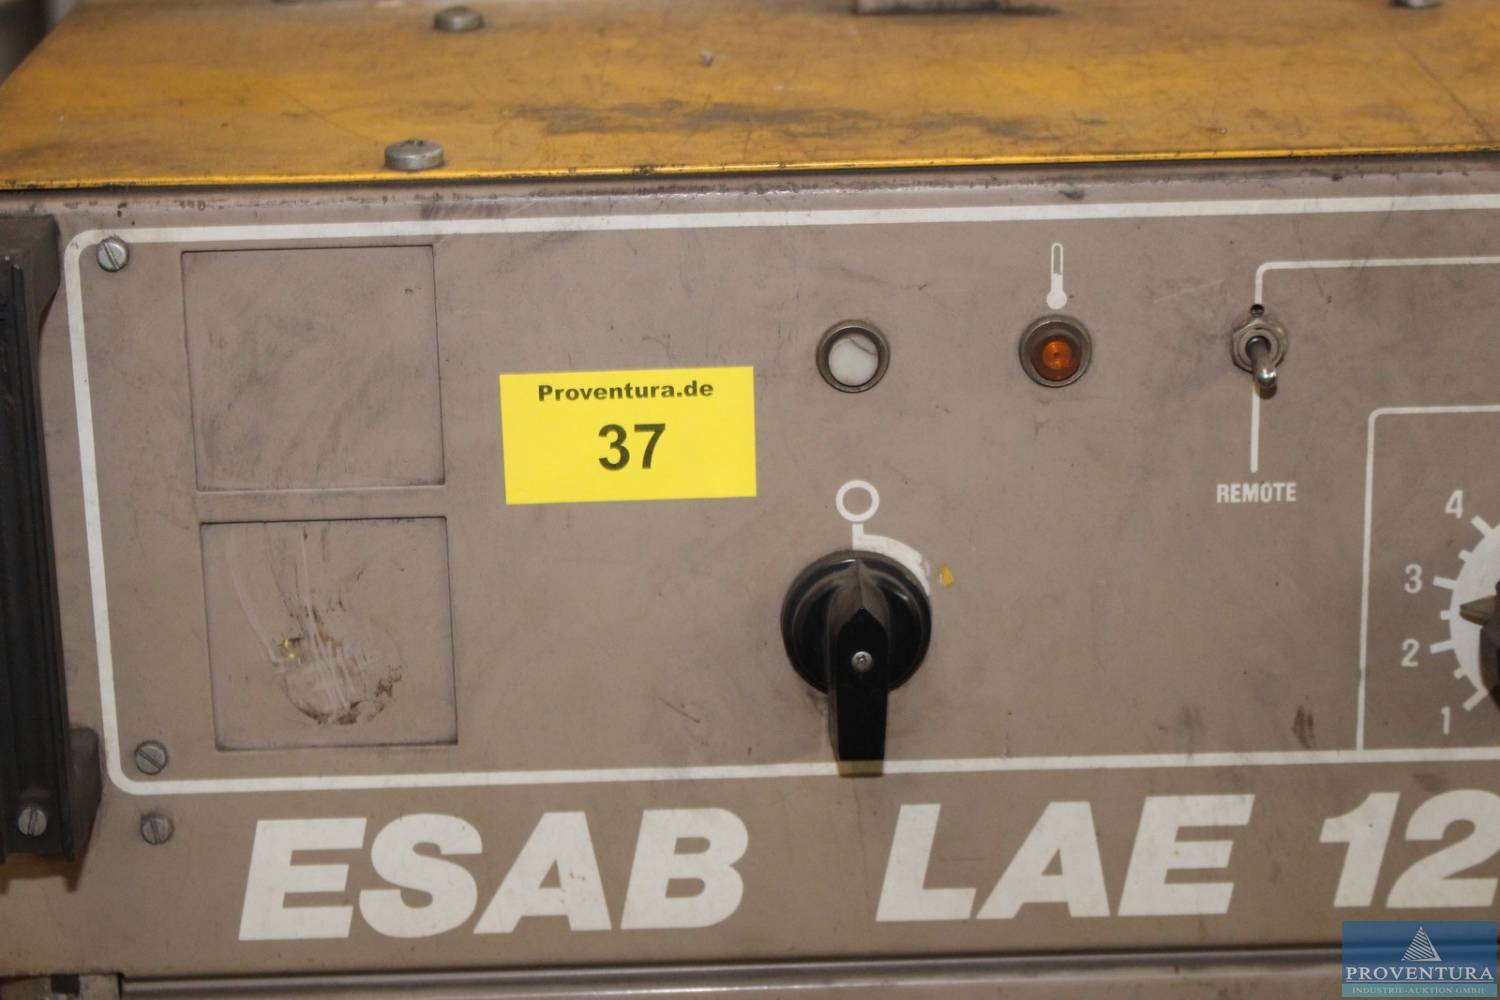 Proventura.de
37
REMOTE
4
3
2
1
ESAB LAE 12
PROVENTURA
INDUSTRIE-AUKTION GMBH